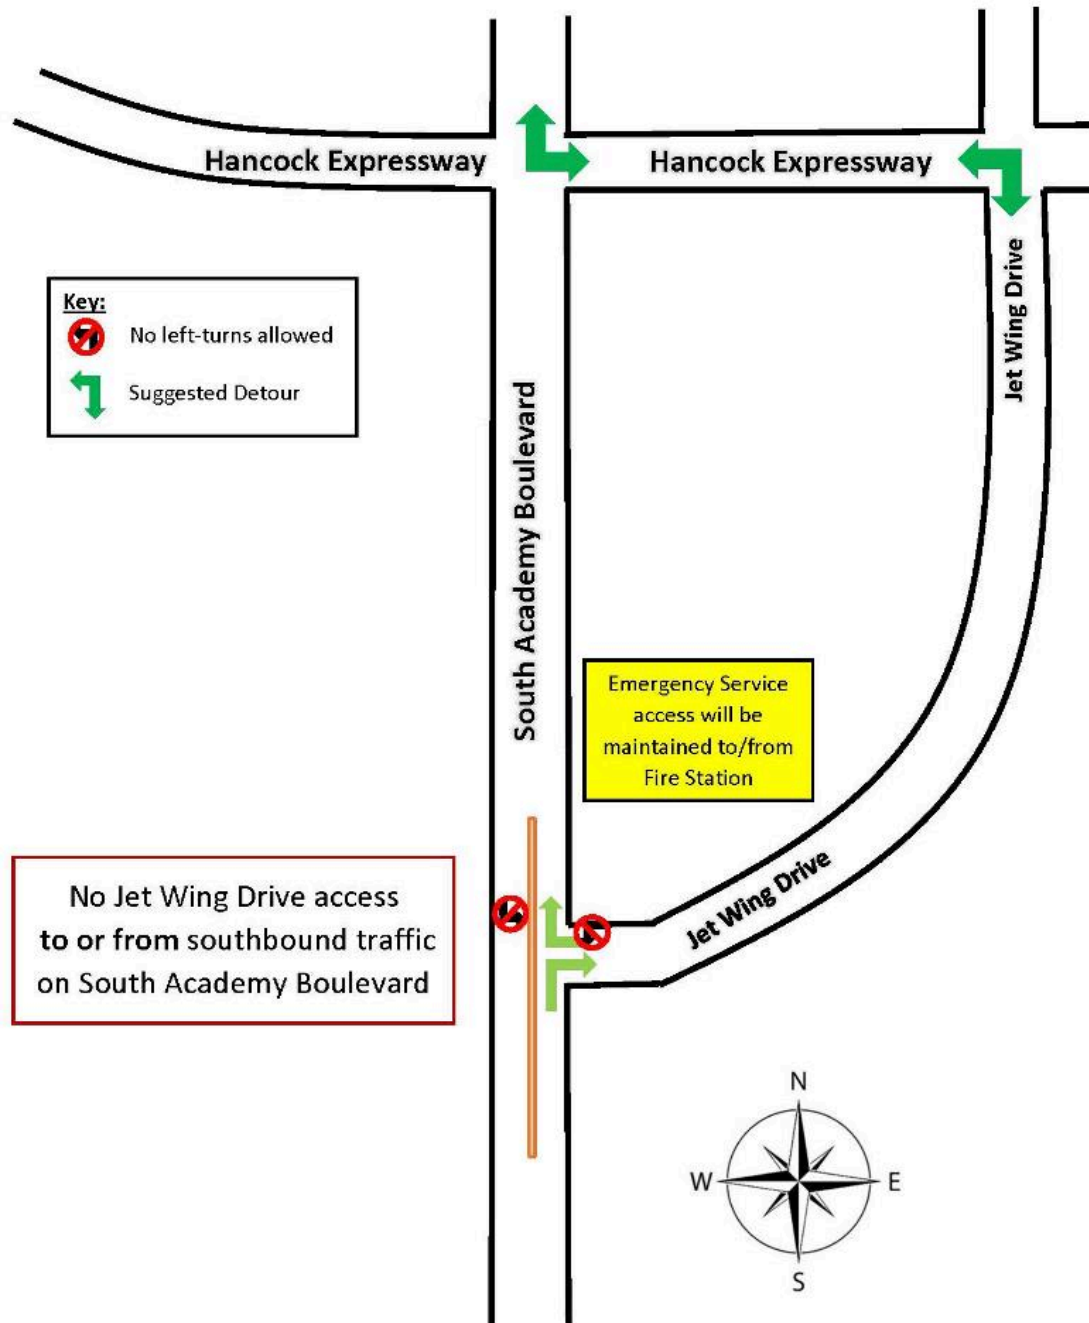 Hancock Expressway
Hancock Expressway
Key:
No left-turns allowed
Suggested Detour
South Academy Boulevard
Jet Wing Drive
Emergency Service
access will be
maintained to/from
Fire Station
No Jet Wing Drive access
to or from southbound traffic
on South Academy Boulevard
Jet Wing Drive
N
W
E
S